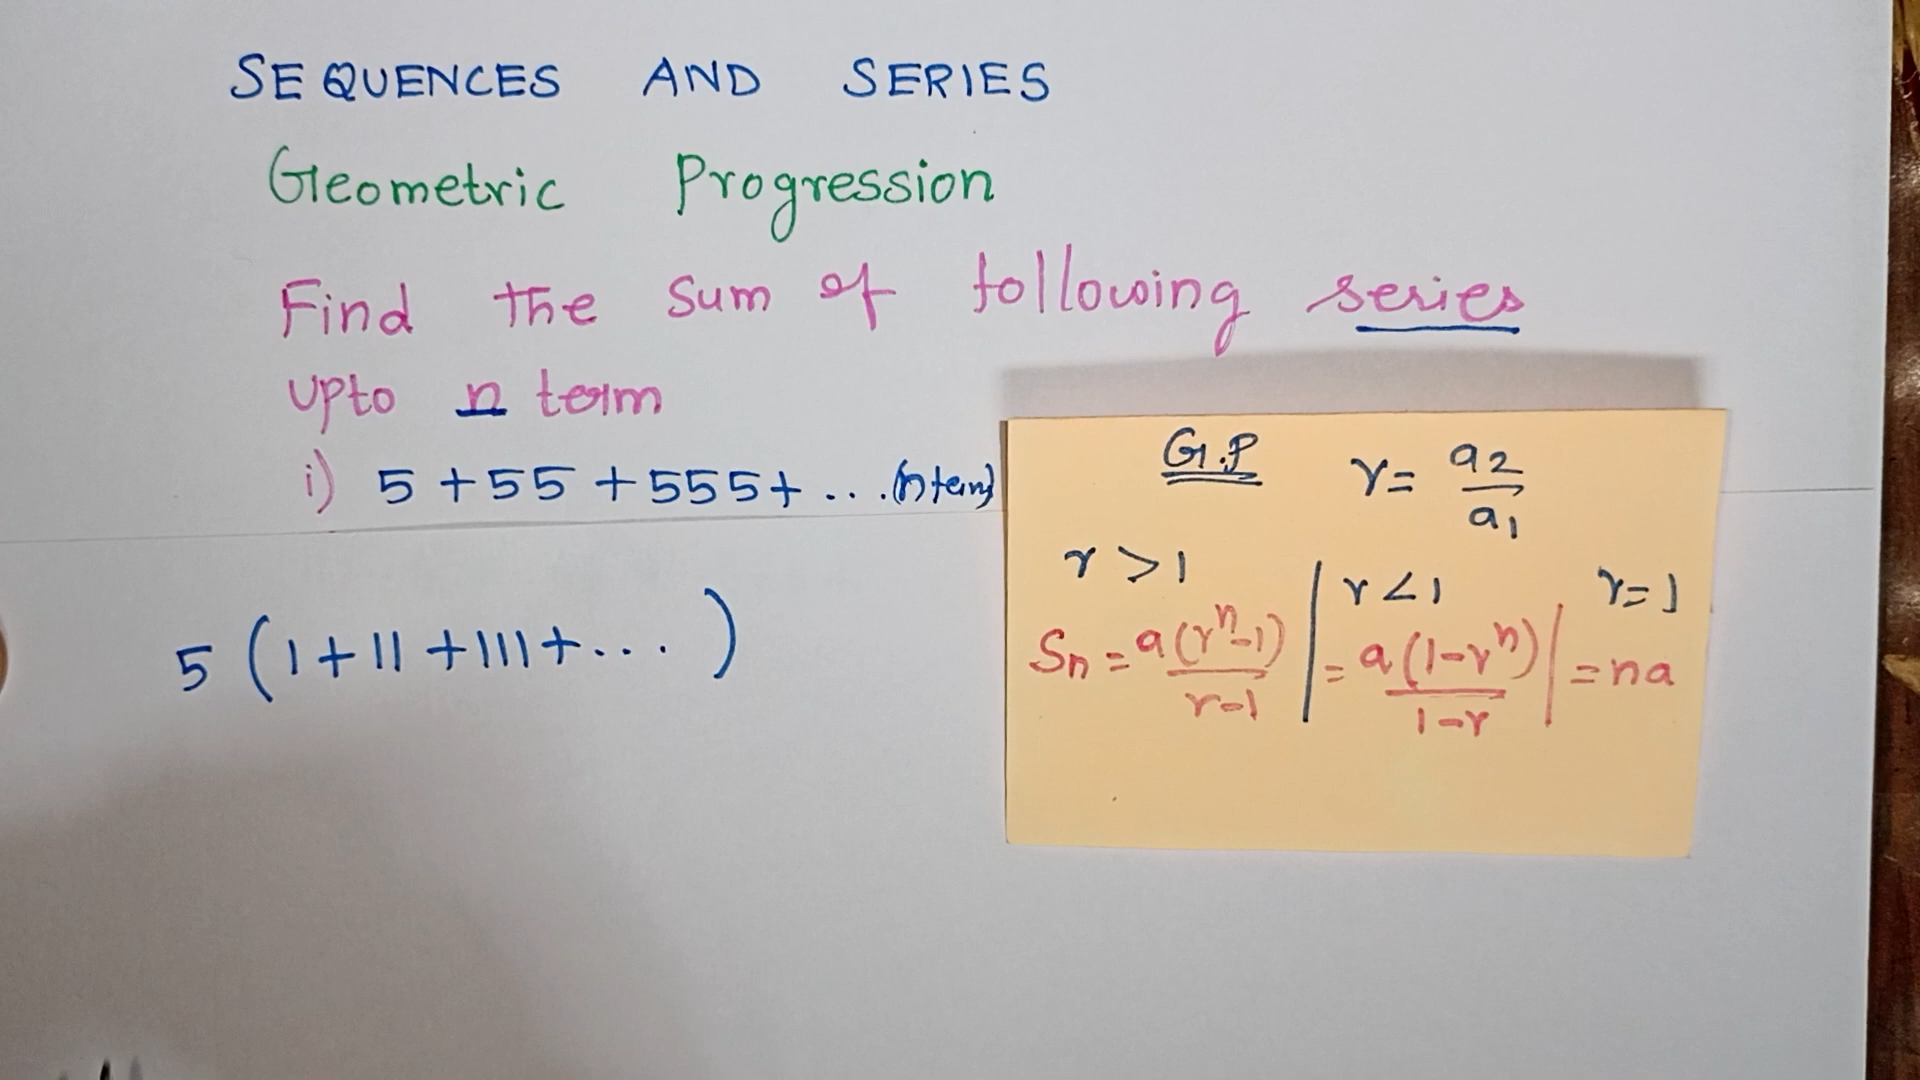 SEQUENCES AND SERIES
Geometric Progression
Find the sum of following series
upto n term
i) 5 + 55 + 555 + ... (n term)
5 (1 + 11 + 111 + ... )
G.P
r = a2/a1
r > 1 | r < 1 r = 1
Sn = a(r^n-1)/r-1 | = a(1-r^n)/1-r | = na